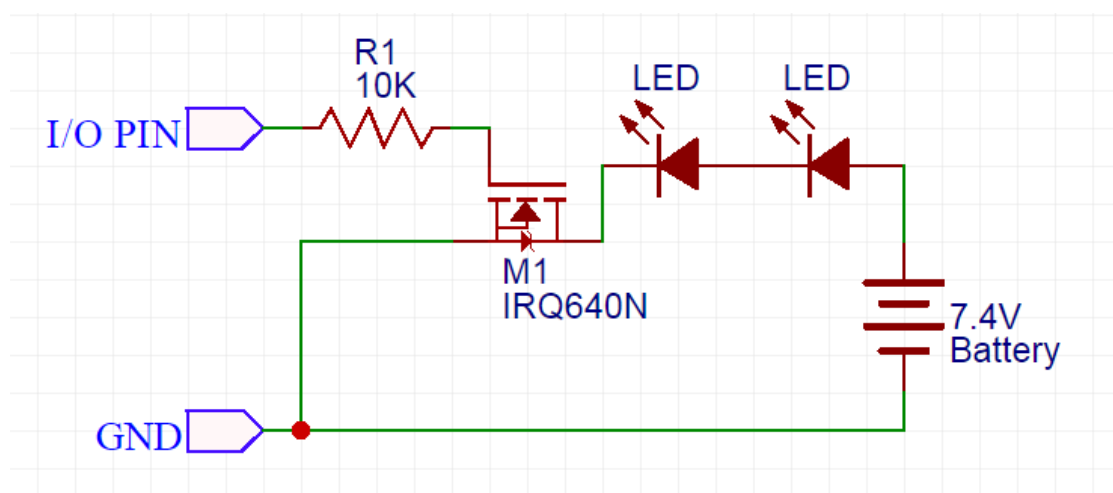 R1
10K
LED
LED
I/O PIN
M1
IRQ640N
7.4V
Battery
GND